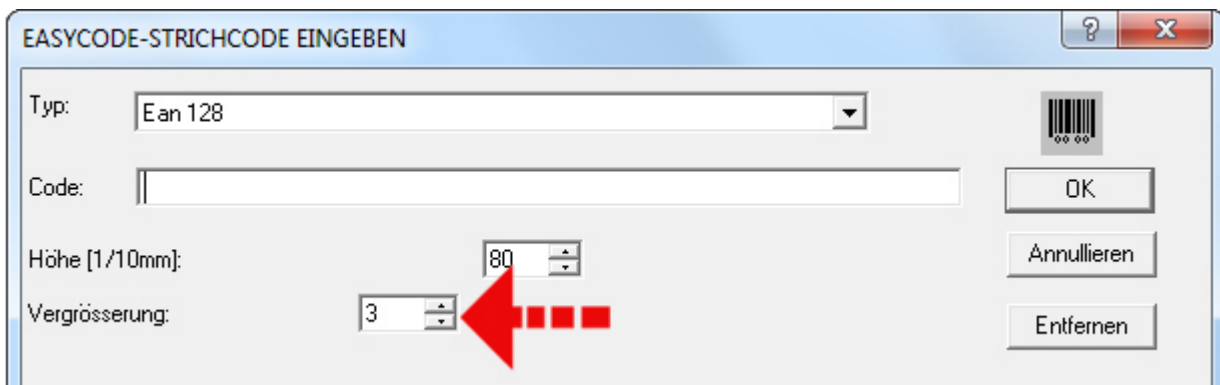 EASYCODE-STRICHCODE EINGEBEN
Typ: Ean 128
Code:
OK
Höhe [1/10mm]: 80
Annullieren
Vergrösserung: 3
Entfernen